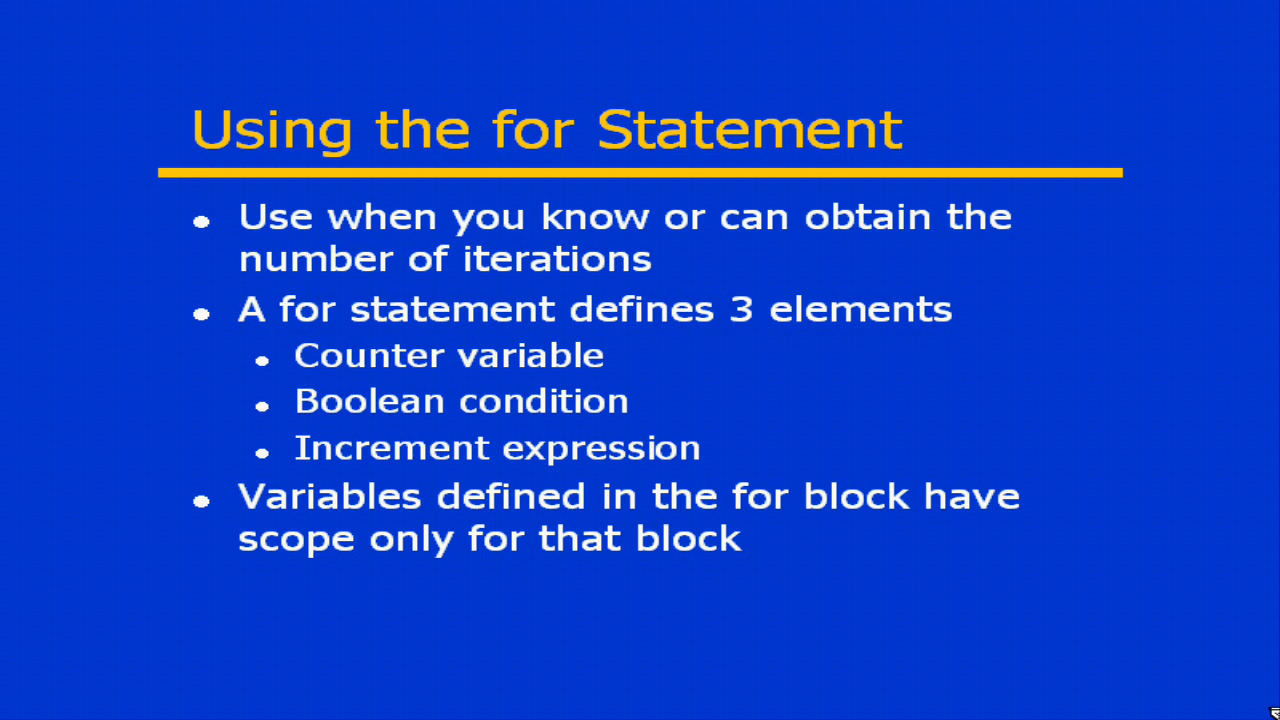 Using the for Statement
Use when you know or can obtain the
number of iterations
A for statement defines 3 elements
Counter variable
Boolean condition
Increment expression
Variables defined in the for block have
scope only for that block